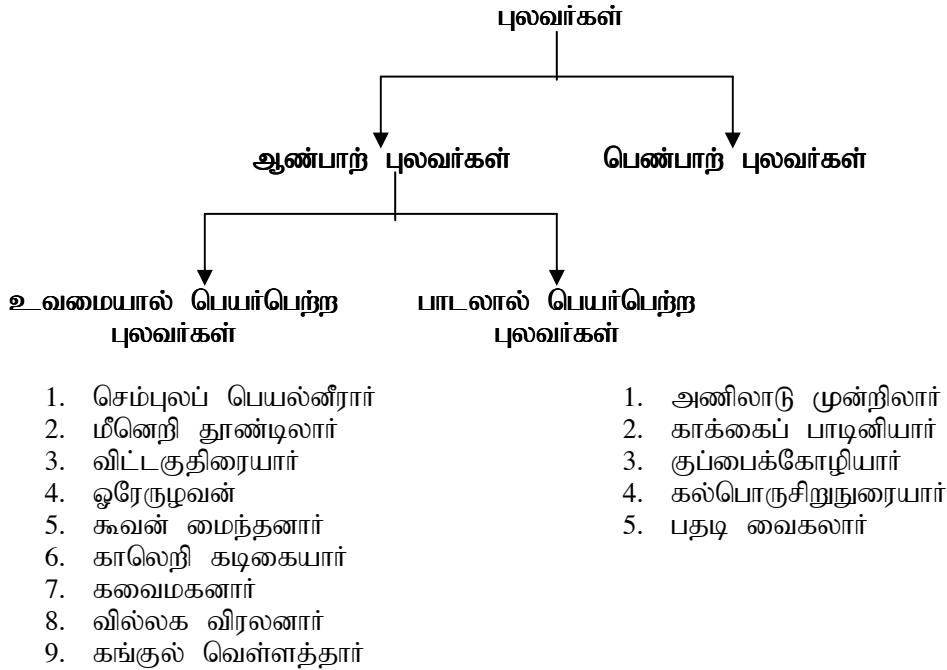 புலவர்கள்
ஆண்பாற் புலவர்கள்
பெண்பாற் புலவர்கள்
உவமையால் பெயர்பெற்ற
புலவர்கள்
பாடலால் பெயர்பெற்ற
புலவர்கள்
1. செம்புலப் பெயல்னீரார்
2. மீனெறி தூண்டிலார்
3. விட்டகுதிரையார்
4. ஓரேருழவன்
5. கூவன் மைந்தனார்
6. காலெறி கடிகையார்
7. கவைமகனார்
8. வில்லக விரலனார்
9. கங்குல் வெள்ளத்தார்
1. அணிலாடு முன்றிலார்
2. காக்கைப் பாடினியார்
3. குப்பைக்கோழியார்
4. கல்பொருசிறுநுரையார்
5. பதடி வைகலார்